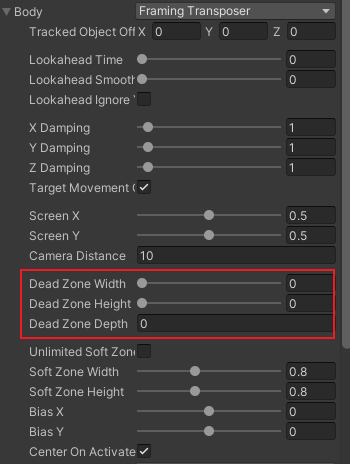 Body Framing Transposer
Tracked Object Off X 0 Y 0 Z 0
Lookahead Time 0
Lookahead Smooth 0
Lookahead Ignore Y
X Damping 1
Y Damping 1
Z Damping 1
Target Movement O
Screen X 0.5
Screen Y 0.5
Camera Distance 10
Dead Zone Width 0
Dead Zone Height 0
Dead Zone Depth 0
Unlimited Soft Zone
Soft Zone Width 0.8
Soft Zone Height 0.8
Bias X 0
Bias Y 0
Center On Activate